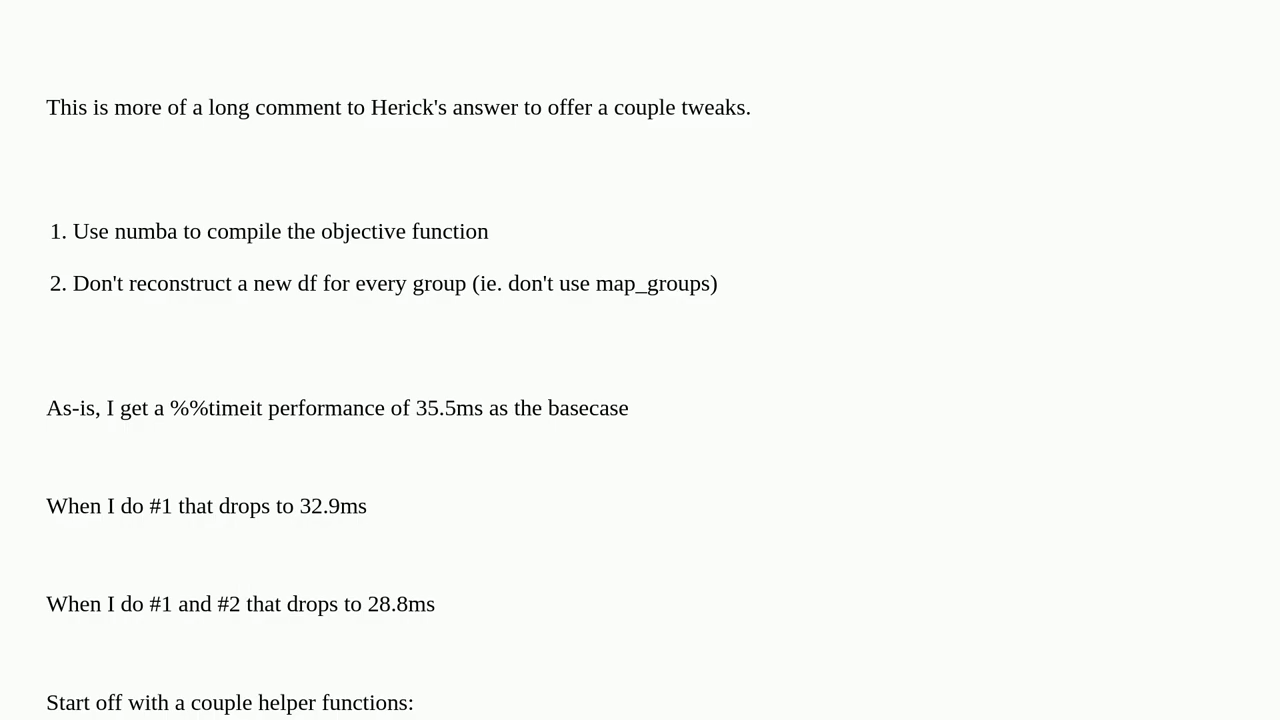 This is more of a long comment to Herick's answer to offer a couple tweaks.
1. Use numba to compile the objective function
2. Don't reconstruct a new df for every group (ie. don't use map_groups)
As-is, I get a %%timeit performance of 35.5ms as the basecase
When I do #1 that drops to 32.9ms
When I do #1 and #2 that drops to 28.8ms
Start off with a couple helper functions: